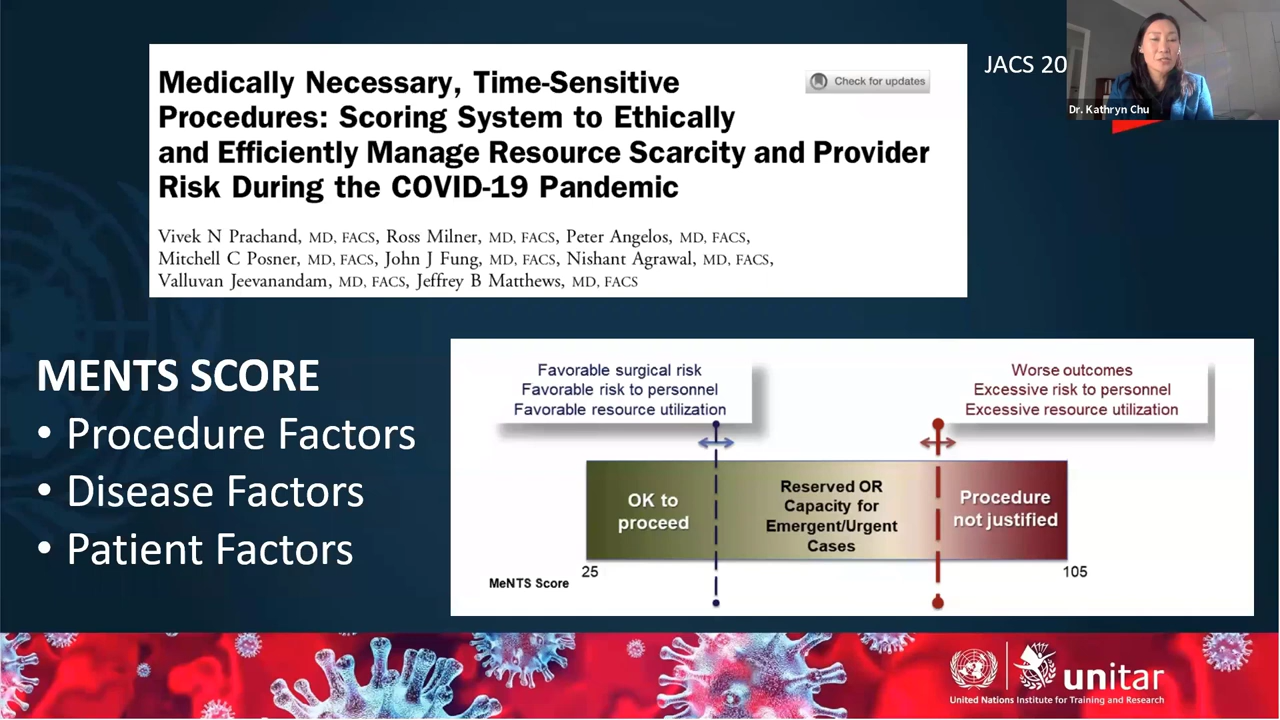 Medically Necessary, Time-Sensitive
Procedures: Scoring System to Ethically
and Efficiently Manage Resource Scarcity and Provider
Risk During the COVID-19 Pandemic
Check for updates
JACS 20
Dr. Kathryn Chu
Vivek N Prachand, MD, FACS, Ross Milner, MD, FACS, Peter Angelos, MD, FACS,
Mitchell C Posner, MD, FACS, John J Fung, MD, FACS, Nishant Agrawal, MD, FACS,
Valluvan Jeevanandam, MD, FACS, Jeffrey B Matthews, MD, FACS
MENTS SCORE
• Procedure Factors
• Disease Factors
• Patient Factors
Favorable surgical risk
Favorable risk to personnel
Favorable resource utilization
Worse outcomes
Excessive risk to personnel
Excessive resource utilization
OK to
proceed
Reserved OR
Capacity for
Emergent/Urgent
Cases
Procedure
not justified
MeNTS Score
25
105
unitar
United Nations Institute for Training and Research